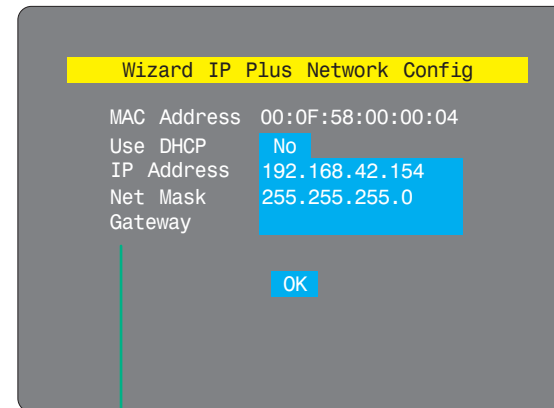 Wizard IP Plus Network Config
MAC Address 00:0F:58:00:00:04
Use DHCP No
IP Address 192.168.42.154
Net Mask 255.255.255.0
Gateway
OK